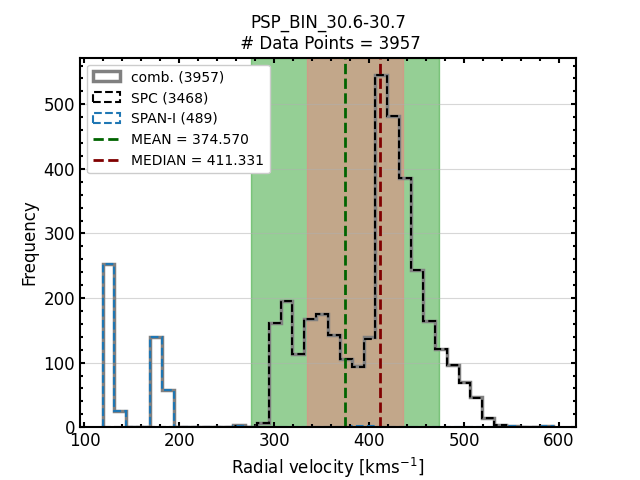 PSP_BIN_30.6-30.7
# Data Points = 3957
comb. (3957)
SPC (3468)
SPAN-I (489)
MEAN = 374.570
MEDIAN = 411.331
Frequency
500
400
300
200
100
0
100 200 300 400 500 600
Radial velocity [kms⁻¹]